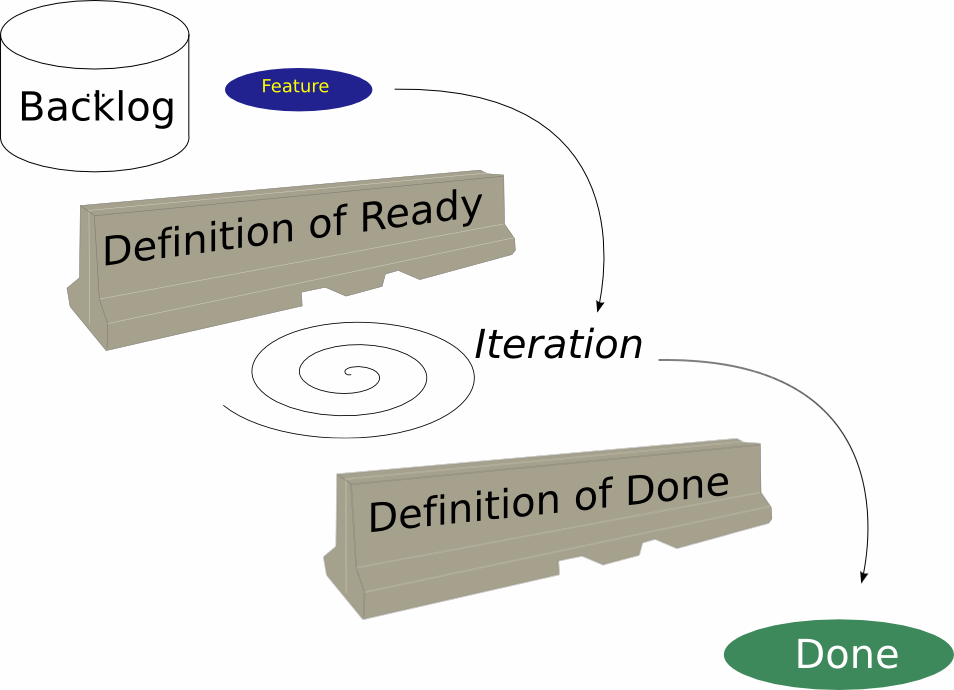 Backlog
Feature
Definition of Ready
Iteration
Definition of Done
Done